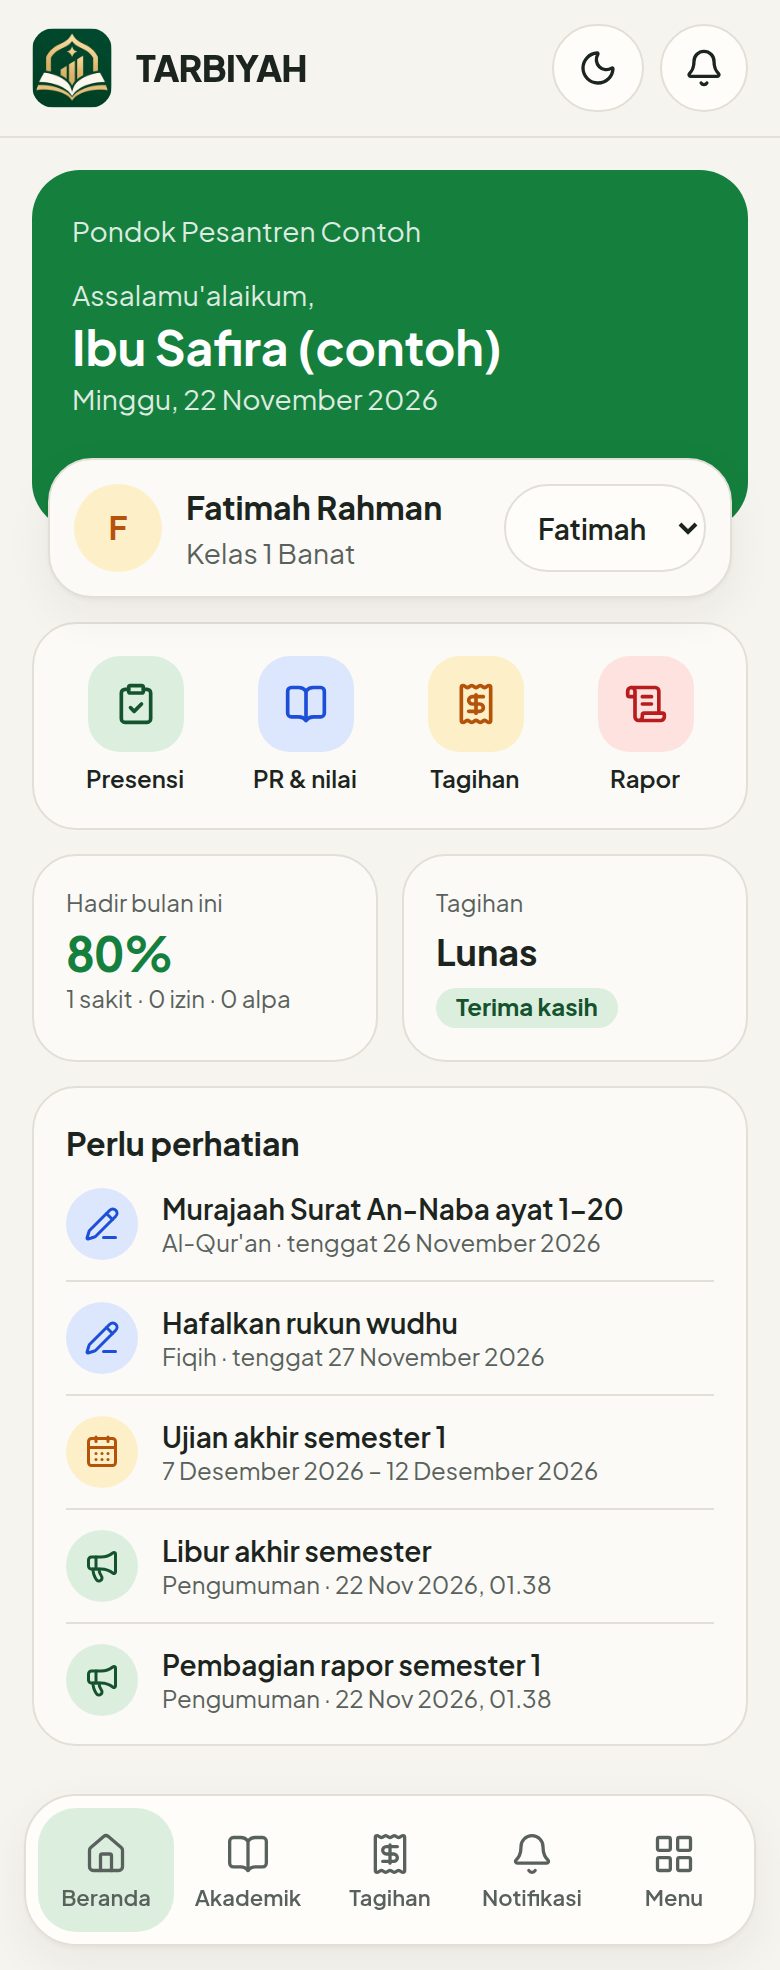 TARBIYAH
Pondok Pesantren Contoh
Assalamu'alaikum,
Ibu Safira (contoh)
Minggu, 22 November 2026
F
Fatimah Rahman
Kelas 1 Banat
Fatimah
Presensi
PR & nilai
Tagihan
Rapor
Hadir bulan ini
80%
1 sakit · 0 izin · 0 alpa
Tagihan
Lunas
Terima kasih
Perlu perhatian
Murajaah Surat An-Naba ayat 1–20
Al-Qur'an · tenggat 26 November 2026
Hafalkan rukun wudhu
Fiqih · tenggat 27 November 2026
Ujian akhir semester 1
7 Desember 2026 – 12 Desember 2026
Libur akhir semester
Pengumuman · 22 Nov 2026, 01.38
Pembagian rapor semester 1
Pengumuman · 22 Nov 2026, 01.38
Beranda
Akademik
Tagihan
Notifikasi
Menu